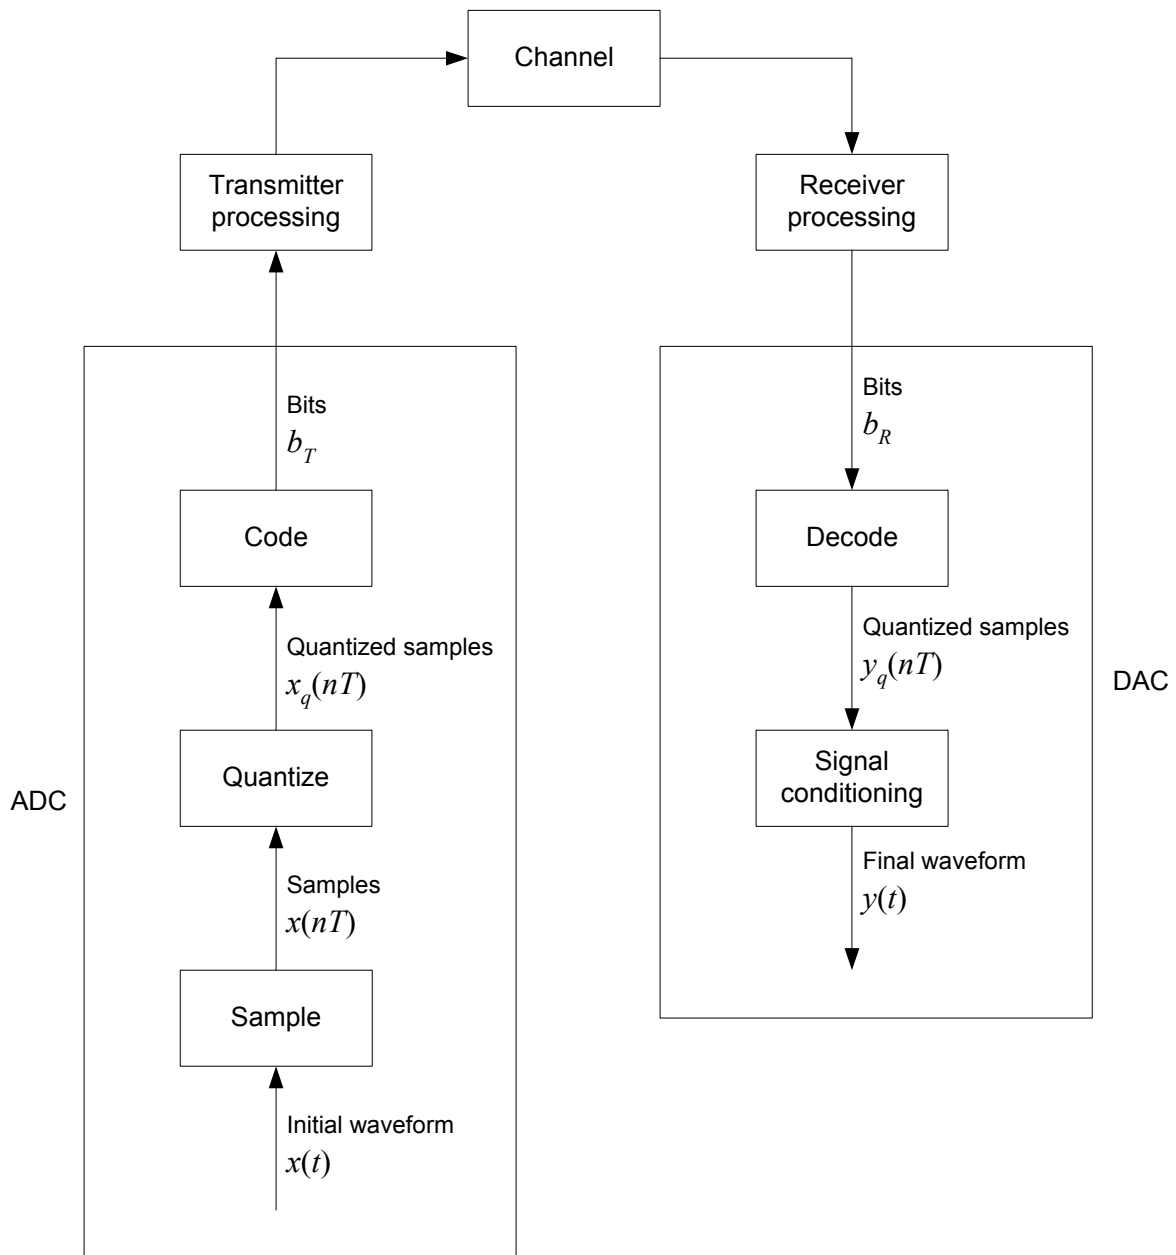 Channel
Transmitter
processing
Receiver
processing
Bits
b_T
Bits
b_R
Code
Decode
Quantized samples
x_q(nT)
Quantized samples
y_q(nT)
DAC
Quantize
Signal
conditioning
ADC
Samples
x(nT)
Final waveform
y(t)
Sample
Initial waveform
x(t)